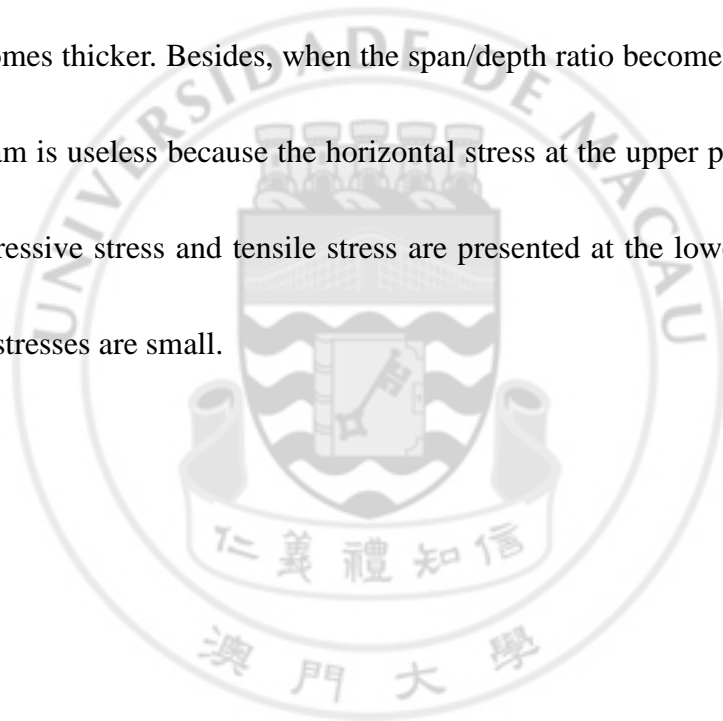 omes thicker. Besides, when the span/depth ratio become
am is useless because the horizontal stress at the upper p
ressive stress and tensile stress are presented at the low
stresses are small.
UNIVERSIDADE DE MACAU
仁義禮知信
澳門大學